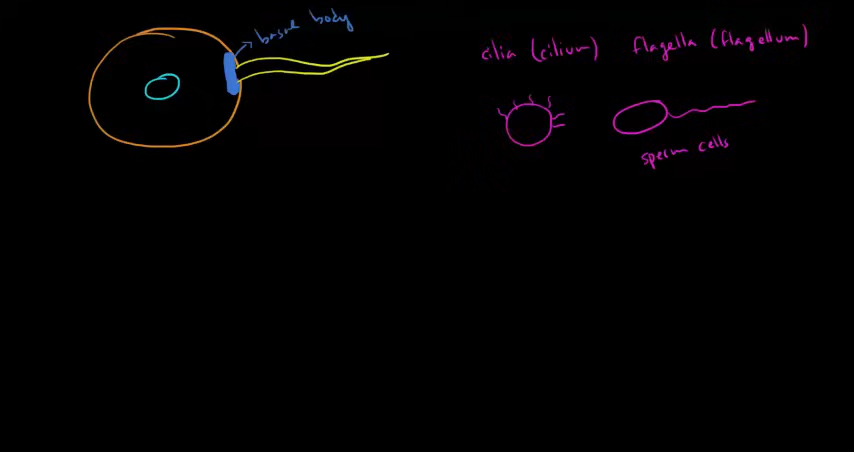 basal body
cilia (cilium)
flagella (flagellum)
sperm cells